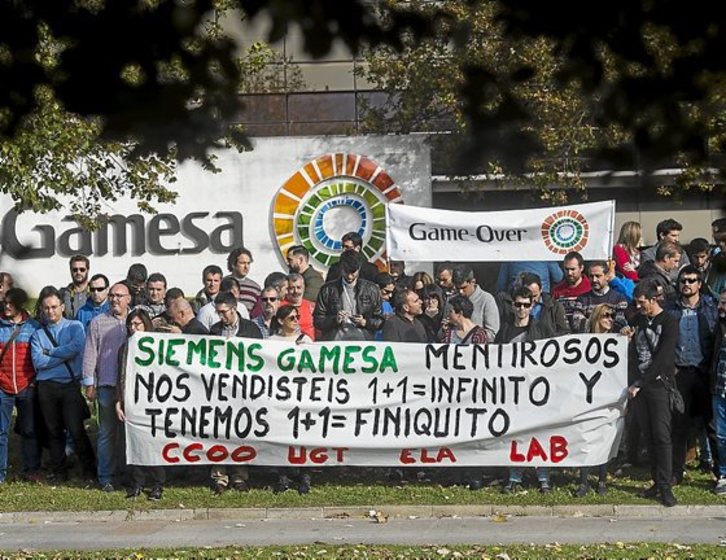 Gamesa
Game-Over
SIEMENS GAMESA MENTIROSOS
NOS VENDISTEIS 1+1=INFINITO Y
TENEMOS 1+1= FINIQUITO
CCOO UGT ELA LAB